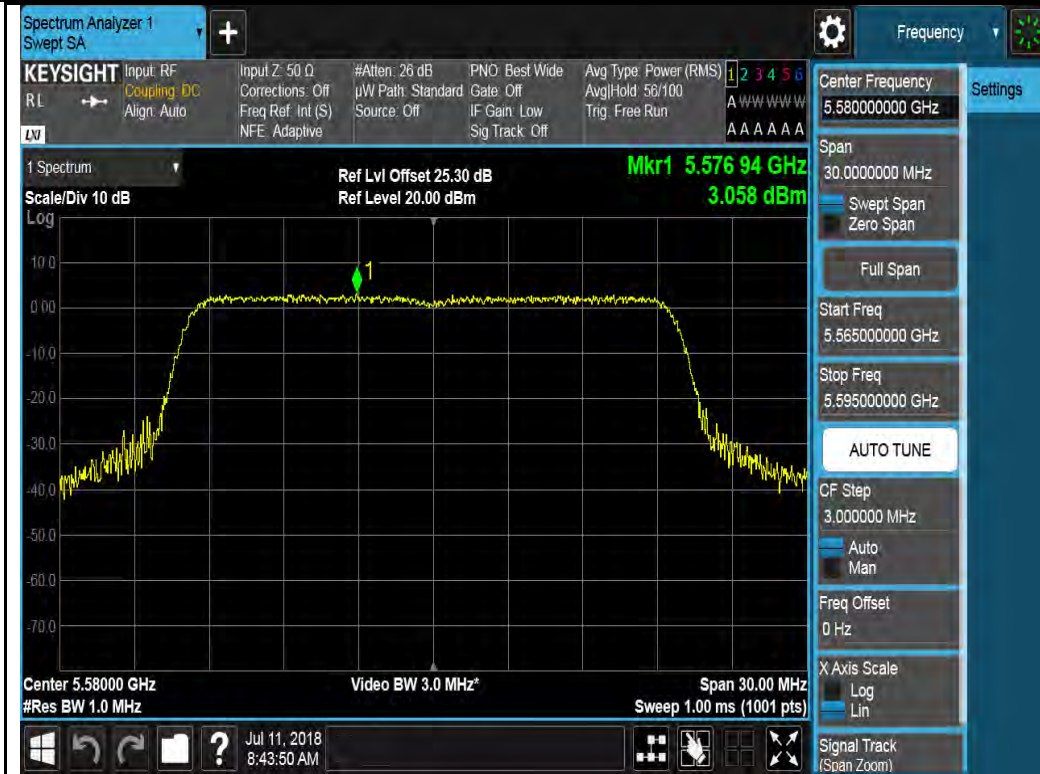 Spectrum Analyzer 1
Swept SA
+
Frequency
KEYSIGHT
RL
LXI
Input: RF
Coupling: DC
Align: Auto
Input Z: 50 Ω
Corrections: Off
Freq Ref: Int (S)
NFE: Adaptive
#Atten: 26 dB
µW Path: Standard
Source: Off
PNO: Best Wide
Gate: Off
IF Gain: Low
Sig Track: Off
Avg Type: Power (RMS)
Avg|Hold: 56/100
Trig: Free Run
1 2 3 4 5 6
A W W W W W
A A A A A A
1 Spectrum
Scale/Div 10 dB
Log
Ref Lvl Offset 25.30 dB
Ref Level 20.00 dBm
Mkr1 5.576 94 GHz
3.058 dBm
1
10.0
0.00
-10.0
-20.0
-30.0
-40.0
-50.0
-60.0
-70.0
Center 5.58000 GHz
#Res BW 1.0 MHz
Video BW 3.0 MHz*
Span 30.00 MHz
Sweep 1.00 ms (1001 pts)
?
Jul 11, 2018
8:43:50 AM
Center Frequency
5.580000000 GHz
Settings
Span
30.0000000 MHz
Swept Span
Zero Span
Full Span
Start Freq
5.565000000 GHz
Stop Freq
5.595000000 GHz
AUTO TUNE
CF Step
3.000000 MHz
Auto
Man
Freq Offset
0 Hz
X Axis Scale
Log
Lin
Signal Track
(Span Zoom)